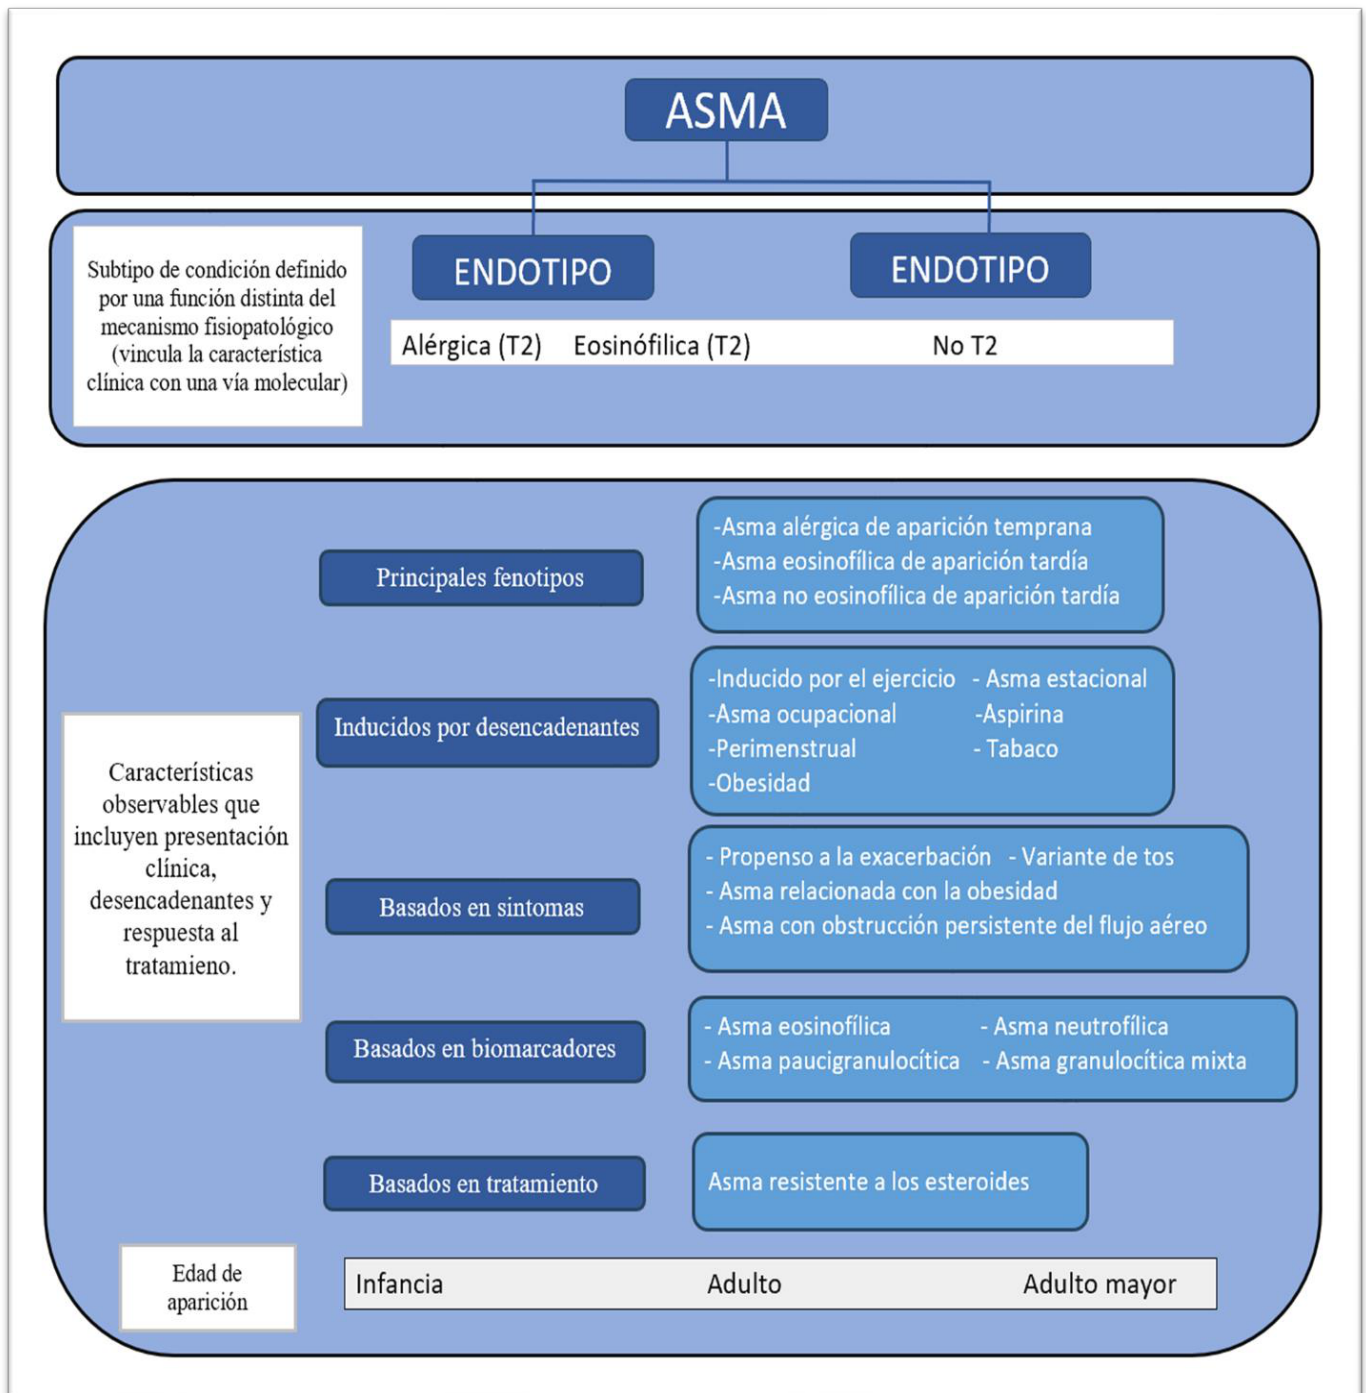 ASMA
Subtipo de condición definido
por una función distinta del
mecanismo fisiopatológico
(vincula la característica
clínica con una vía molecular)
ENDOTIPO
ENDOTIPO
Alérgica (T2) Eosinófilica (T2) No T2
Características
observables que
incluyen presentación
clínica,
desencadenantes y
respuesta al
tratamieno.
Principales fenotipos
-Asma alérgica de aparición temprana
-Asma eosinofílica de aparición tardía
-Asma no eosinofílica de aparición tardía
Inducidos por desencadenantes
-Inducido por el ejercicio - Asma estacional
-Asma ocupacional -Aspirina
-Perimenstrual - Tabaco
-Obesidad
Basados en sintomas
- Propenso a la exacerbación - Variante de tos
- Asma relacionada con la obesidad
- Asma con obstrucción persistente del flujo aéreo
Basados en biomarcadores
- Asma eosinofílica - Asma neutrofílica
- Asma paucigranulocítica - Asma granulocítica mixta
Basados en tratamiento
Asma resistente a los esteroides
Edad de
aparición
Infancia Adulto Adulto mayor